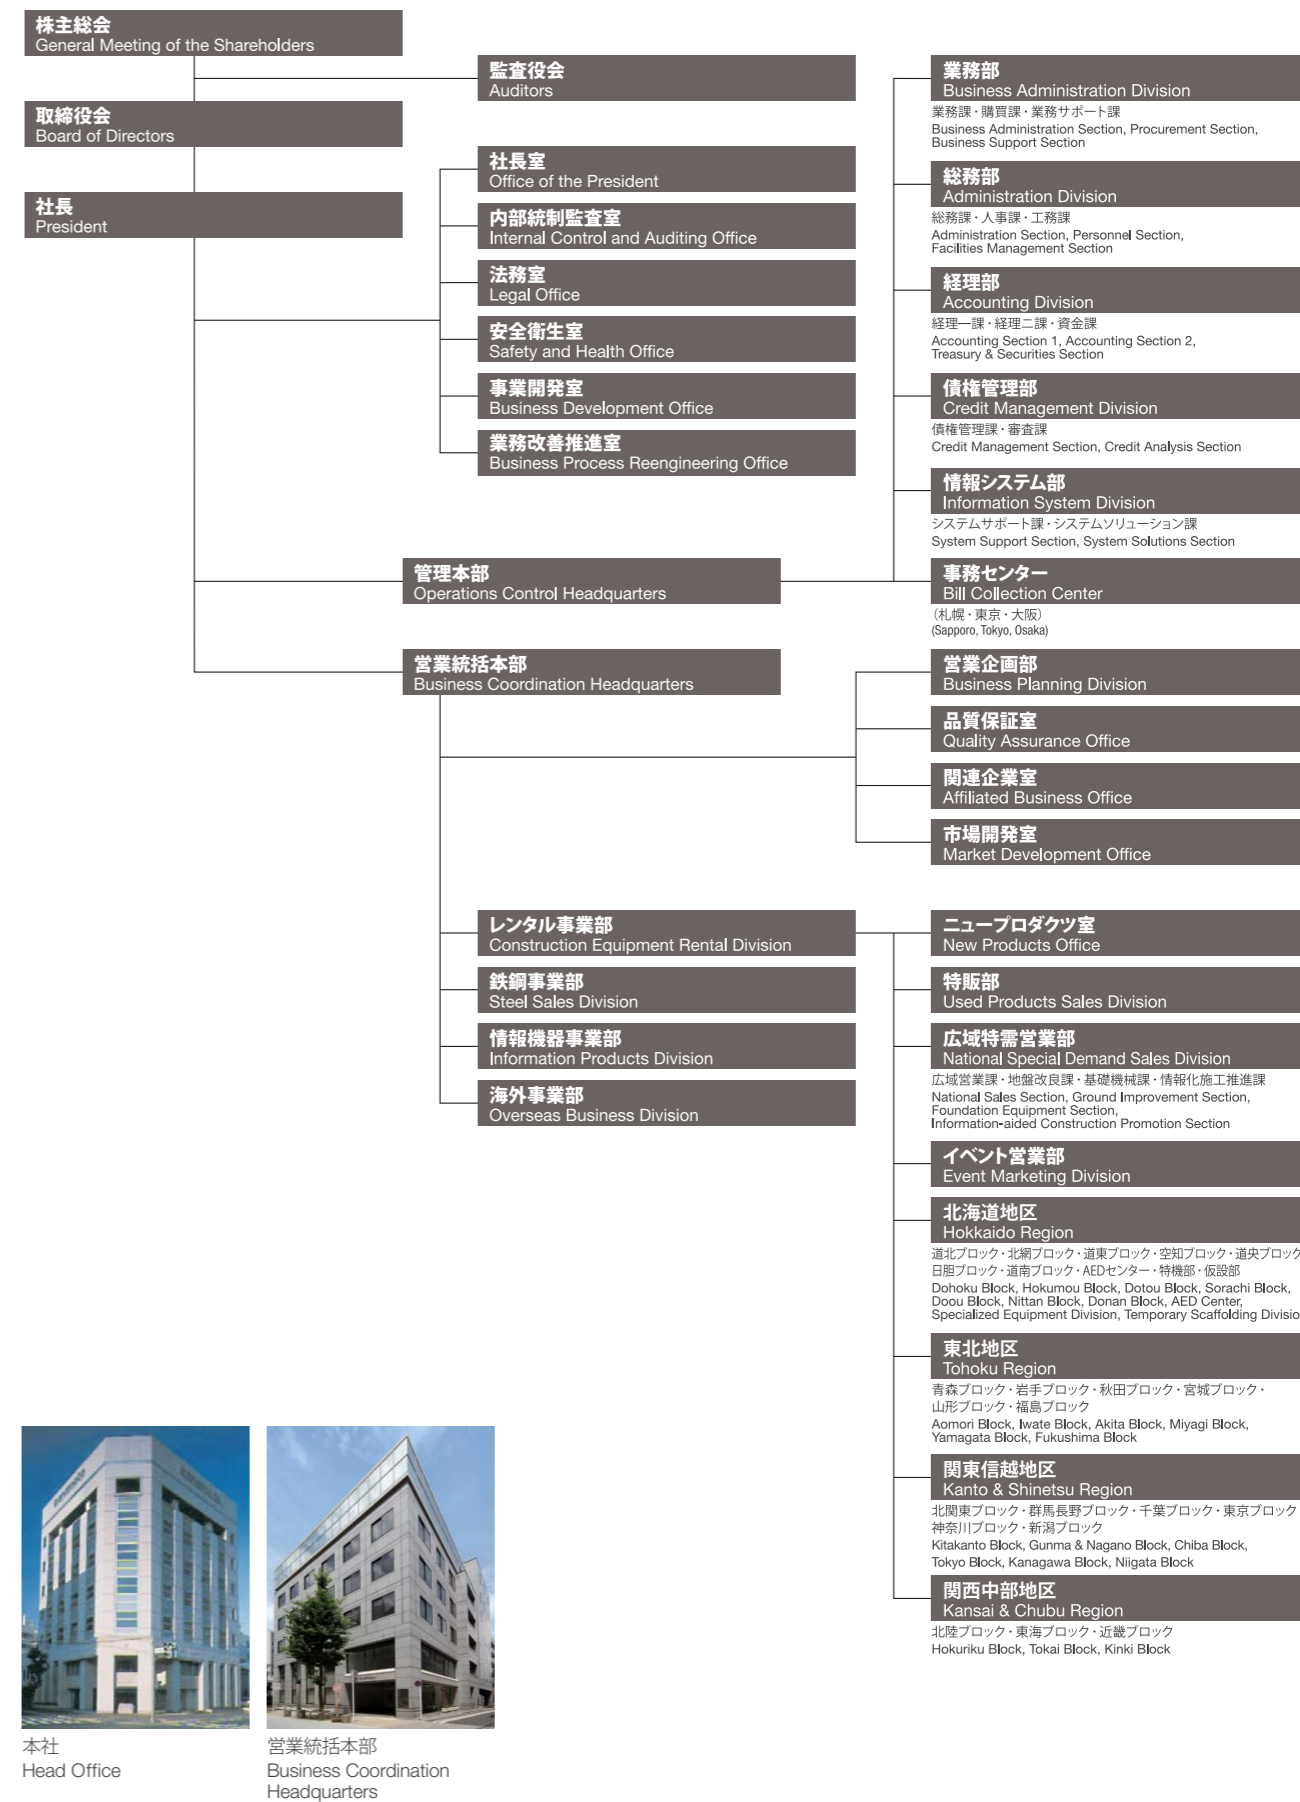 株主総会
General Meeting of the Shareholders
監査役会
Auditors
取締役会
Board of Directors
社長
President
社長室
Office of the President
内部統制監査室
Internal Control and Auditing Office
法務室
Legal Office
安全衛生室
Safety and Health Office
事業開発室
Business Development Office
業務改善推進室
Business Process Reengineering Office
管理本部
Operations Control Headquarters
業務部
Business Administration Division
業務課・購買課・業務サポート課
Business Administration Section, Procurement Section,
Business Support Section
総務部
Administration Division
総務課・人事課・工務課
Administration Section, Personnel Section,
Facilities Management Section
経理部
Accounting Division
経理一課・経理二課・資金課
Accounting Section 1, Accounting Section 2,
Treasury & Securities Section
債権管理部
Credit Management Division
債権管理課・審査課
Credit Management Section, Credit Analysis Section
情報システム部
Information System Division
システムサポート課・システムソリューション課
System Support Section, System Solutions Section
事務センター
Bill Collection Center
（札幌・東京・大阪）
(Sapporo, Tokyo, Osaka)
営業統括本部
Business Coordination Headquarters
営業企画部
Business Planning Division
品質保証室
Quality Assurance Office
関連企業室
Affiliated Business Office
市場開発室
Market Development Office
レンタル事業部
Construction Equipment Rental Division
鉄鋼事業部
Steel Sales Division
情報機器事業部
Information Products Division
海外事業部
Overseas Business Division
ニュープロダクツ室
New Products Office
特販部
Used Products Sales Division
広域特需営業部
National Special Demand Sales Division
広域営業課・地盤改良課・基礎機械課・情報化施工推進課
National Sales Section, Ground Improvement Section,
Foundation Equipment Section,
Information-aided Construction Promotion Section
イベント営業部
Event Marketing Division
北海道地区
Hokkaido Region
道北ブロック・北網ブロック・道東ブロック・空知ブロック・道央ブロック
日胆ブロック・道南ブロック・AEDセンター・特機部・仮設部
Dohoku Block, Hokumou Block, Dotou Block, Sorachi Block,
Doou Block, Nittan Block, Donan Block, AED Center,
Specialized Equipment Division, Temporary Scaffolding Divisio
東北地区
Tohoku Region
青森ブロック・岩手ブロック・秋田ブロック・宮城ブロック・
山形ブロック・福島ブロック
Aomori Block, Iwate Block, Akita Block, Miyagi Block,
Yamagata Block, Fukushima Block
関東信越地区
Kanto & Shinetsu Region
北関東ブロック・群馬長野ブロック・千葉ブロック・東京ブロック
神奈川ブロック・新潟ブロック
Kitakanto Block, Gunma & Nagano Block, Chiba Block,
Tokyo Block, Kanagawa Block, Niigata Block
関西中部地区
Kansai & Chubu Region
北陸ブロック・東海ブロック・近畿ブロック
Hokuriku Block, Tokai Block, Kinki Block
本社
Head Office
営業統括本部
Business Coordination
Headquarters